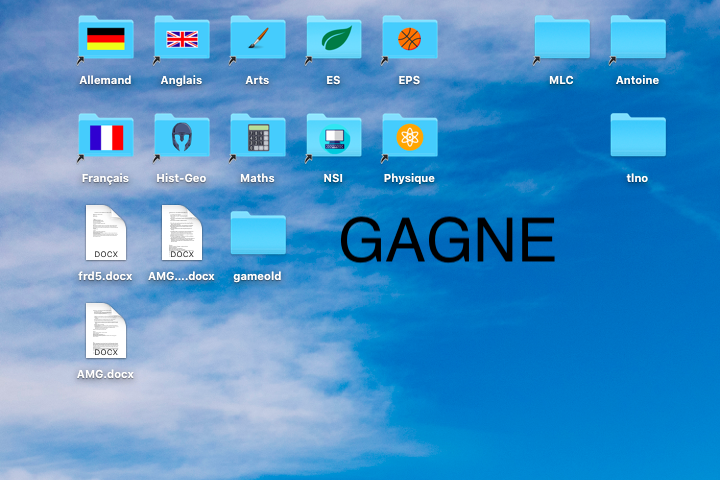 Allemand Anglais Arts ES EPS MLC Antoine
Français Hist-Geo Maths NSI Physique tIno
GAGNE
DOCX DOCX
frd5.docx AMG....docx gameold
DOCX
AMG.docx